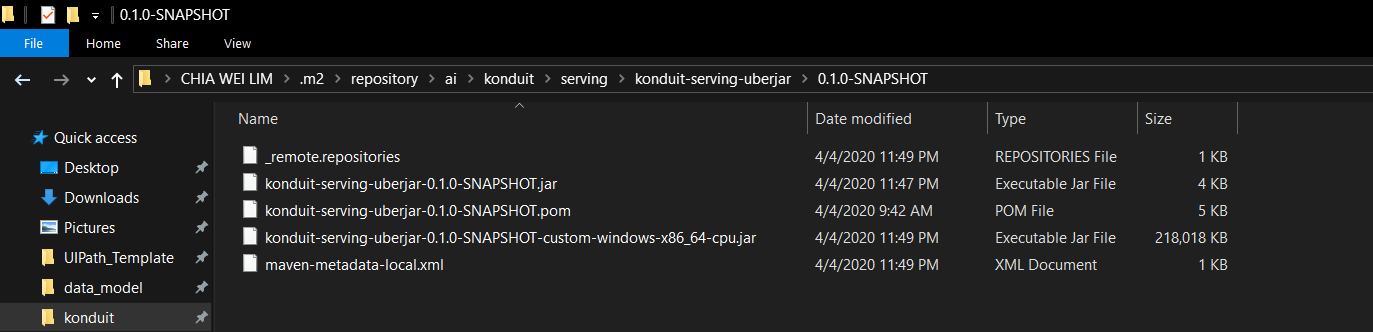 0.1.0-SNAPSHOT
File Home Share View
CHIA WEI LIM > .m2 > repository > ai > konduit > serving > konduit-serving-uberjar > 0.1.0-SNAPSHOT
Name Date modified Type Size
Quick access
Desktop
Downloads
Pictures
UIPath_Template
data_model
konduit
_remote.repositories 4/4/2020 11:49 PM REPOSITORIES File 1 KB
konduit-serving-uberjar-0.1.0-SNAPSHOT.jar 4/4/2020 11:47 PM Executable Jar File 4 KB
konduit-serving-uberjar-0.1.0-SNAPSHOT.pom 4/4/2020 9:42 AM POM File 5 KB
konduit-serving-uberjar-0.1.0-SNAPSHOT-custom-windows-x86_64-cpu.jar 4/4/2020 11:49 PM Executable Jar File 218,018 KB
maven-metadata-local.xml 4/4/2020 11:49 PM XML Document 1 KB